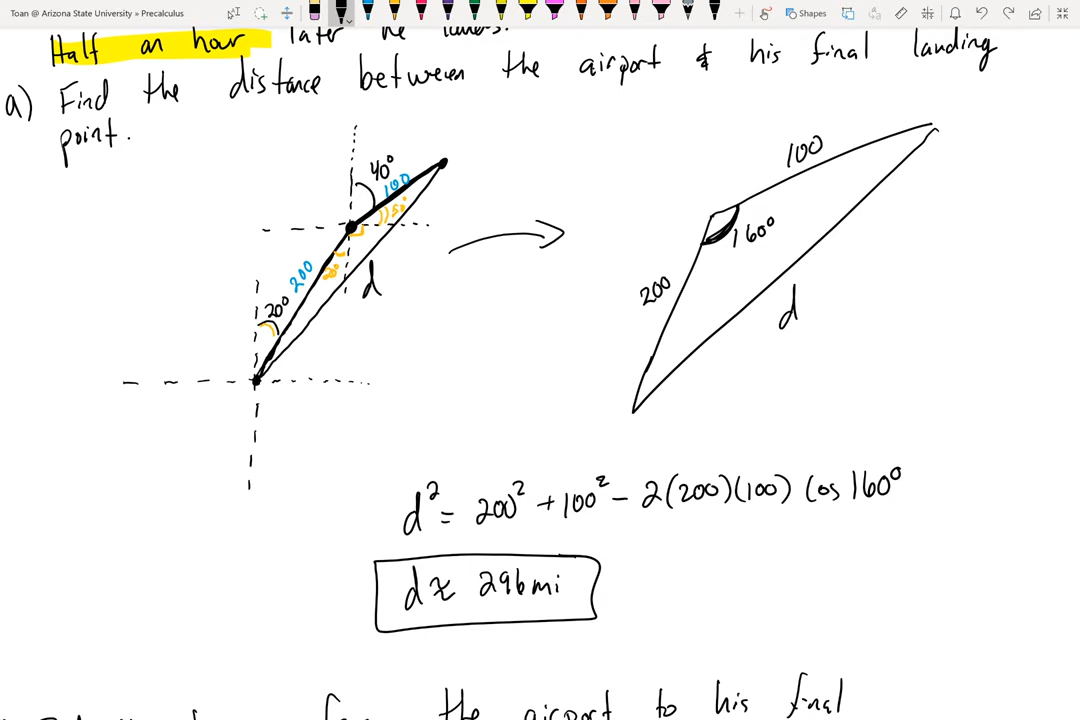 Toan @ Arizona State University » Precalculus
Shapes
Half an hour later he lands.
a) Find the distance between the airport & his final landing
point.
40°
100
50°
200
20°
20°
d
100
160°
200
d
d² = 200² + 100² - 2(200)(100) Cos 160°
d ≈ 296mi
the airport to his final